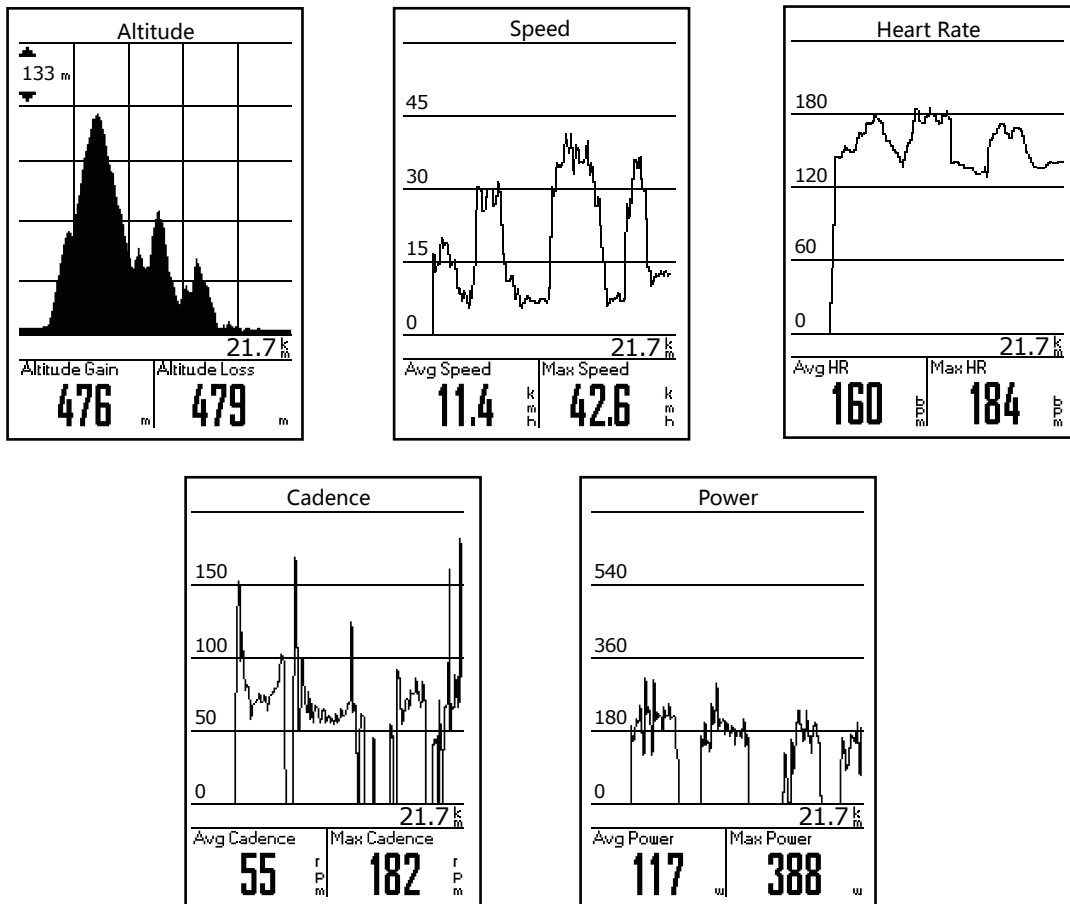 Altitude
133 m
21.7 km
Altitude Gain
Altitude Loss
476 m
479 m
Speed
45
30
15
0
21.7 km
Avg Speed
Max Speed
11.4 kmh
42.6 kmh
Heart Rate
180
120
60
0
21.7 km
Avg HR
Max HR
160 bpm
184 bpm
Cadence
150
100
50
0
21.7 km
Avg Cadence
Max Cadence
55 rpm
182 rpm
Power
540
360
180
0
21.7 km
Avg Power
Max Power
117 w
388 w